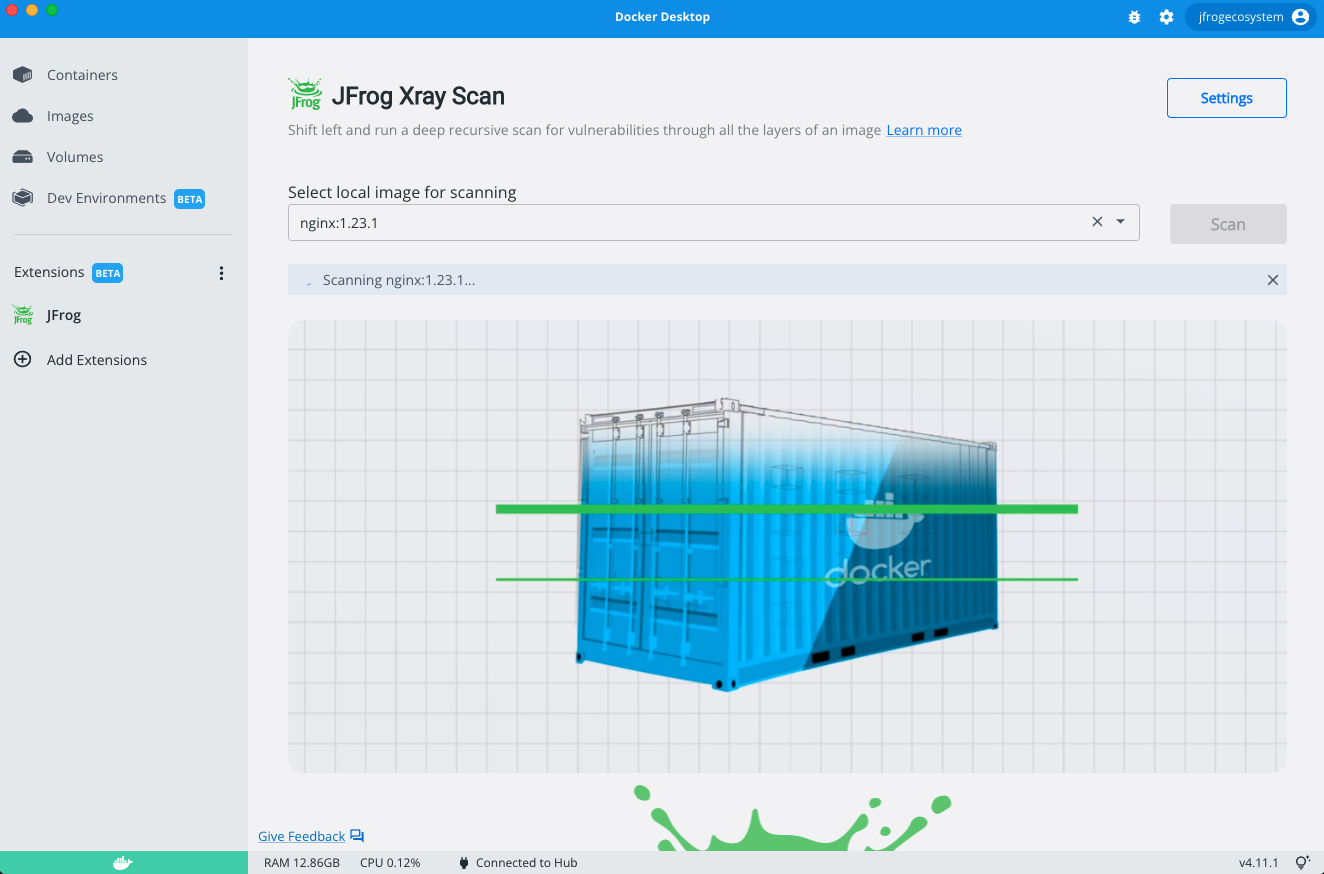 Docker Desktop
jfrogecosystem
Containers
Images
Volumes
Dev Environments BETA
Extensions BETA
JFrog
JFrog
Add Extensions
JFrog
JFrog Xray Scan
Settings
Shift left and run a deep recursive scan for vulnerabilities through all the layers of an image Learn more
Select local image for scanning
nginx:1.23.1
Scan
Scanning nginx:1.23.1...
docker
Give Feedback
RAM 12.86GB CPU 0.12% Connected to Hub
v4.11.1